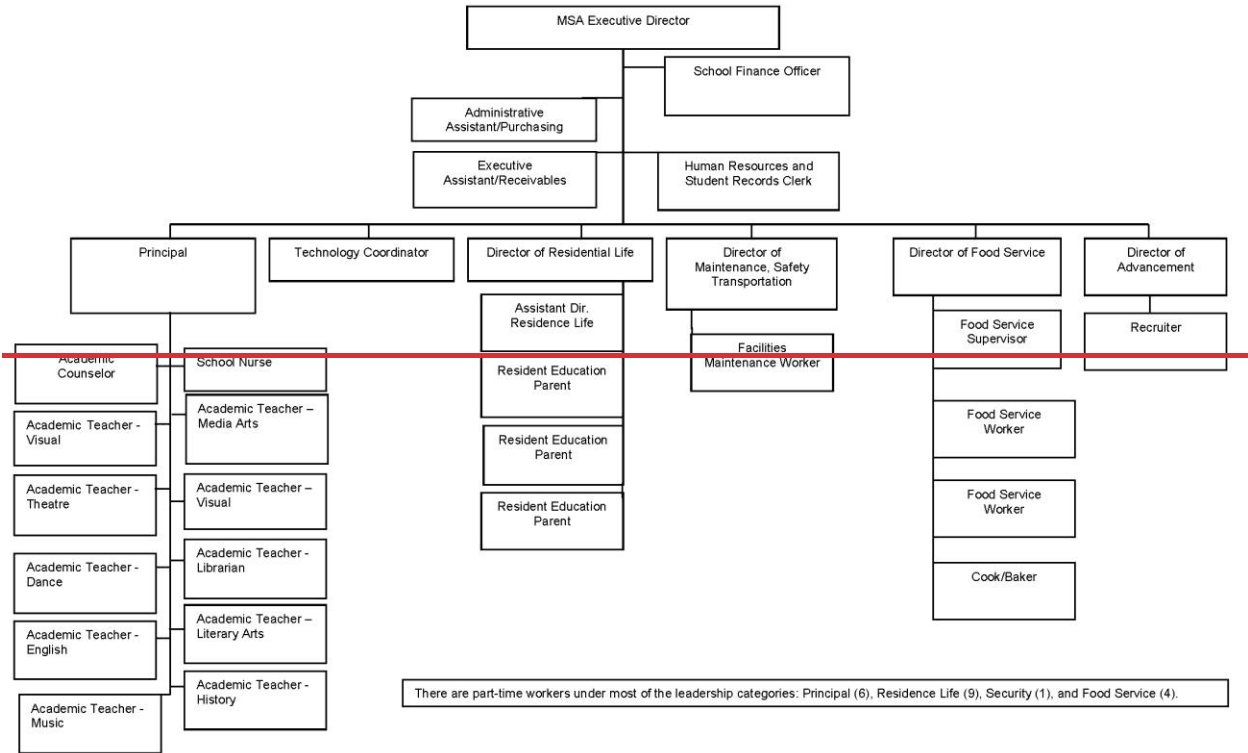 MSA Executive Director
School Finance Officer
Administrative
Assistant/Purchasing
Executive
Assistant/Receivables
Human Resources and
Student Records Clerk
Principal
Technology Coordinator
Director of Residential Life
Director of
Maintenance, Safety
Transportation
Director of Food Service
Director of
Advancement
Assistant Dir.
Residence Life
Food Service
Supervisor
Recruiter
Facilities
Maintenance Worker
Academic
Counselor
School Nurse
Resident Education
Parent
Academic Teacher -
Visual
Academic Teacher –
Media Arts
Food Service
Worker
Resident Education
Parent
Academic Teacher -
Theatre
Academic Teacher –
Visual
Resident Education
Parent
Food Service
Worker
Academic Teacher -
Dance
Academic Teacher -
Librarian
Cook/Baker
Academic Teacher -
English
Academic Teacher –
Literary Arts
Academic Teacher -
Music
Academic Teacher -
History
There are part-time workers under most of the leadership categories: Principal (6), Residence Life (9), Security (1), and Food Service (4).